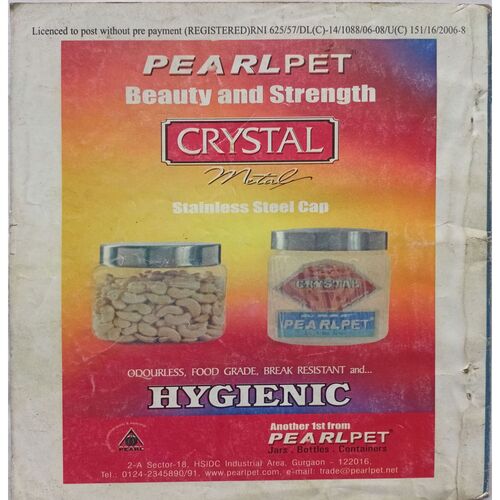 Licenced to post without pre payment (REGISTERED)RNI 625/57/DL(C)-14/1088/06-08/U(C) 151/16/2006-8
PEARLPET
Beauty and Strength
CRYSTAL
Metal
Stainless Steel Cap
CRYSTAL
PEARLPET
ODOURLESS, FOOD GRADE, BREAK RESISTANT and...
HYGIENIC
PEARL
Another 1st from
PEARLPET
Jars . Bottles . Containers
2-A Sector-18, HSIDC Industrial Area, Gurgaon - 122016.
Tel.: 0124-2345890/91, www.pearlpet.com, e-mail: trade@pearlpet.net